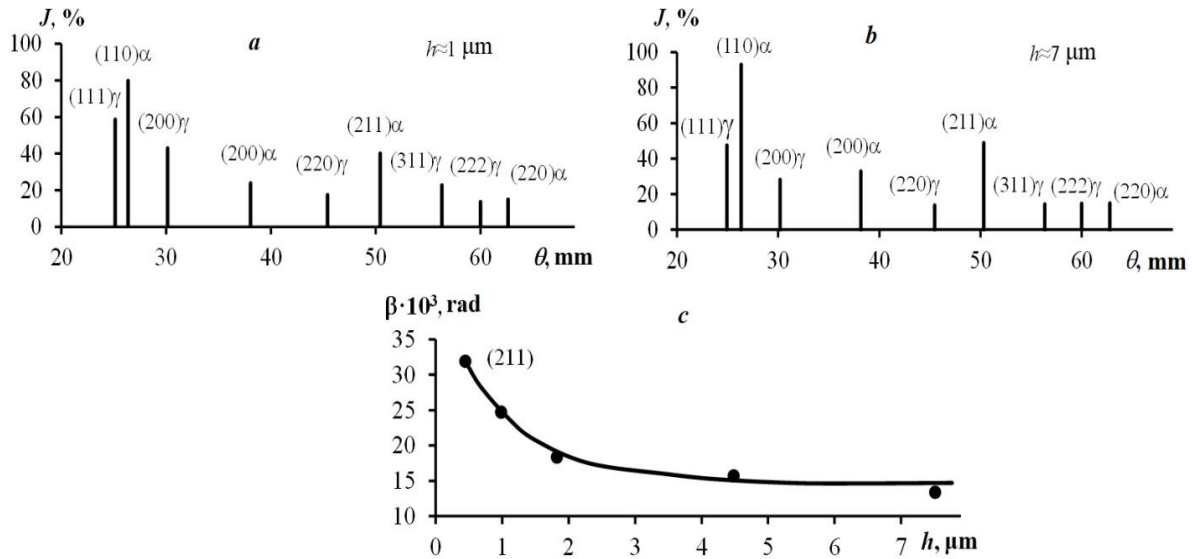 J, %
a
h≈1 μm
100
80
60
40
20
0
(111)γ
(110)α
(200)γ
(200)α
(220)γ
(211)α
(311)γ
(222)γ
(220)α
20
30
40
50
60
θ, mm
J, %
b
h≈7 μm
100
80
60
40
20
0
(111)γ
(110)α
(200)γ
(200)α
(220)γ
(211)α
(311)γ
(222)γ
(220)α
20
30
40
50
60
θ, mm
β·10³, rad
c
35
30
25
20
15
10
(211)
0
1
2
3
4
5
6
7
h, μm